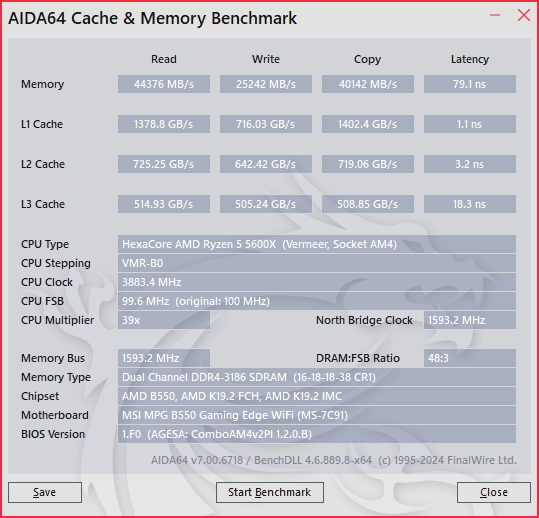 AIDA64 Cache & Memory Benchmark
Read Write Copy Latency
Memory 44376 MB/s 25242 MB/s 40142 MB/s 79.1 ns
L1 Cache 1378.8 GB/s 716.03 GB/s 1402.4 GB/s 1.1 ns
L2 Cache 725.25 GB/s 642.42 GB/s 719.06 GB/s 3.2 ns
L3 Cache 514.93 GB/s 505.24 GB/s 508.85 GB/s 18.3 ns
CPU Type HexaCore AMD Ryzen 5 5600X (Vermeer, Socket AM4)
CPU Stepping VMR-B0
CPU Clock 3883.4 MHz
CPU FSB 99.6 MHz (original: 100 MHz)
CPU Multiplier 39x North Bridge Clock 1593.2 MHz
Memory Bus 1593.2 MHz DRAM:FSB Ratio 48:3
Memory Type Dual Channel DDR4-3186 SDRAM (16-18-18-38 CR1)
Chipset AMD B550, AMD K19.2 FCH, AMD K19.2 IMC
Motherboard MSI MPG B550 Gaming Edge WiFi (MS-7C91)
BIOS Version 1.F0 (AGESA: ComboAM4v2PI 1.2.0.B)
AIDA64 v7.00.6718 / BenchDLL 4.6.889.8-x64 (c) 1995-2024 FinalWire Ltd.
Save Start Benchmark Close